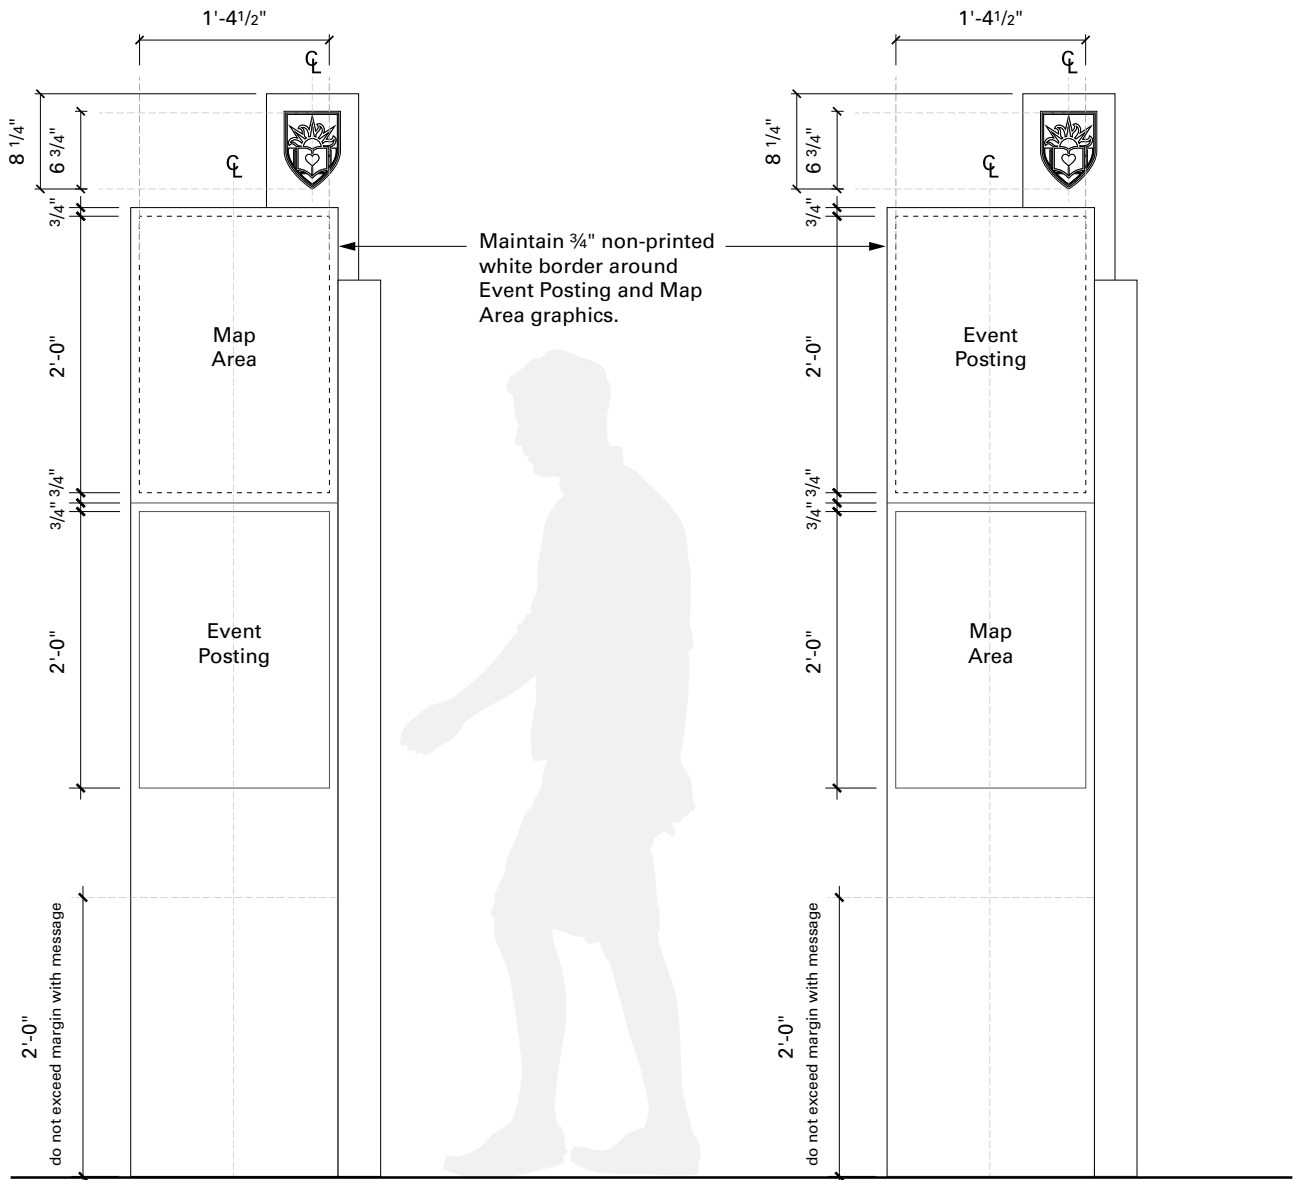 1'-41/2"
1'-41/2"
℄
℄
8 1/4"
6 3/4"
℄
8 1/4"
6 3/4"
℄
3/4"
3/4"
Maintain ¾" non-printed
white border around
Event Posting and Map
Area graphics.
2'-0"
Map
Area
2'-0"
Event
Posting
3/4"
3/4"
3/4"
3/4"
2'-0"
Event
Posting
2'-0"
Map
Area
2'-0"
do not exceed margin with message
2'-0"
do not exceed margin with message